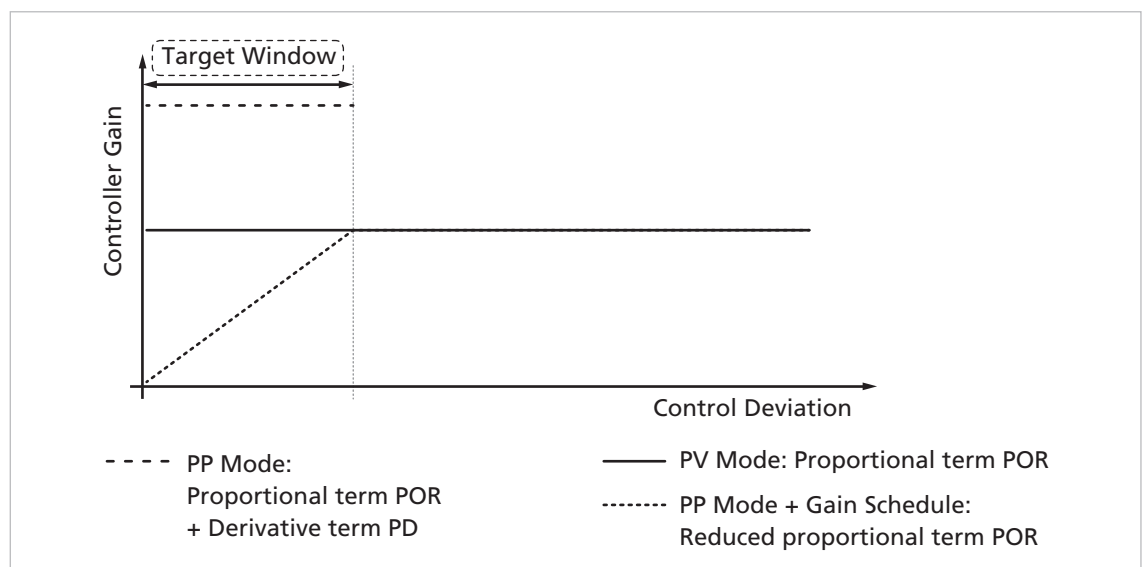 Target Window
Controller Gain
Control Deviation
PP Mode:
Proportional term POR
+ Derivative term PD
PV Mode: Proportional term POR
PP Mode + Gain Schedule:
Reduced proportional term POR